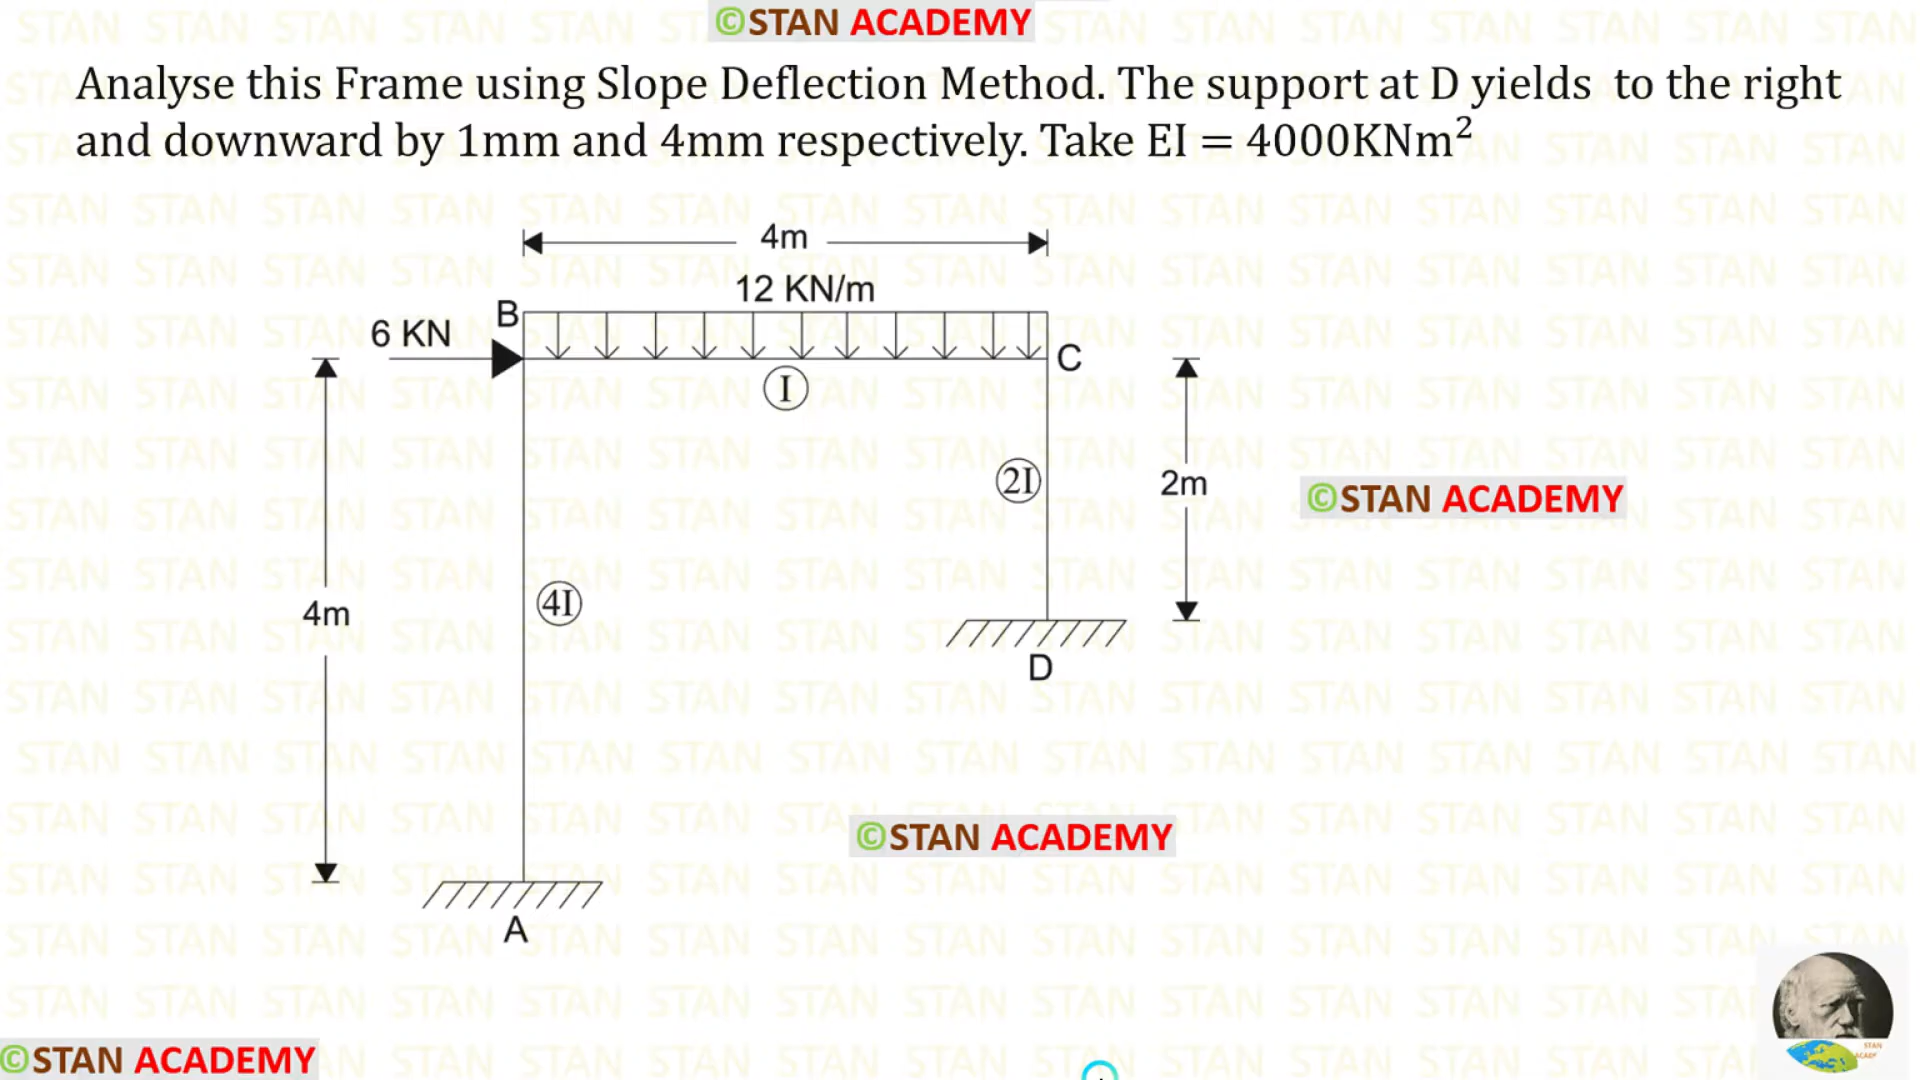 ©STAN ACADEMY
Analyse this Frame using Slope Deflection Method. The support at D yields to the right
and downward by 1mm and 4mm respectively. Take EI = 4000KNm²
4m
12 KN/m
B
6 KN
C
I
2I
2m
©STAN ACADEMY
4I
4m
D
©STAN ACADEMY
A
©STAN ACADEMY